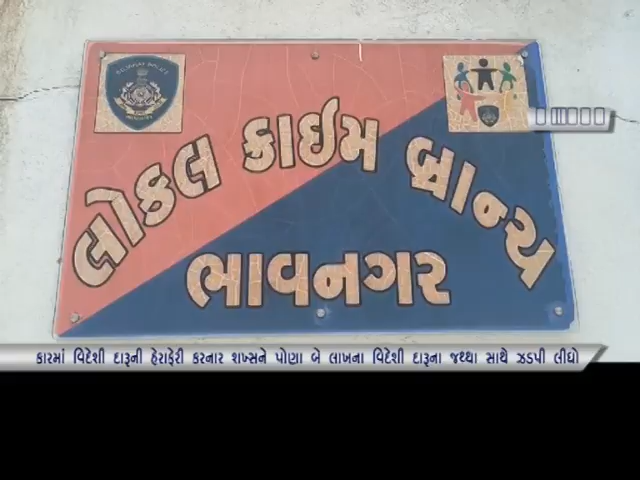 લોકલ ક્રાઇમ બ્રાન્ચ
ભાવનગર
કારમાં વિદેશી દારૂની હેરાફેરી કરનાર શખ્સને પોણા બે લાખના વિદેશી દારૂના જથ્થા સાથે ઝડપી લીધો